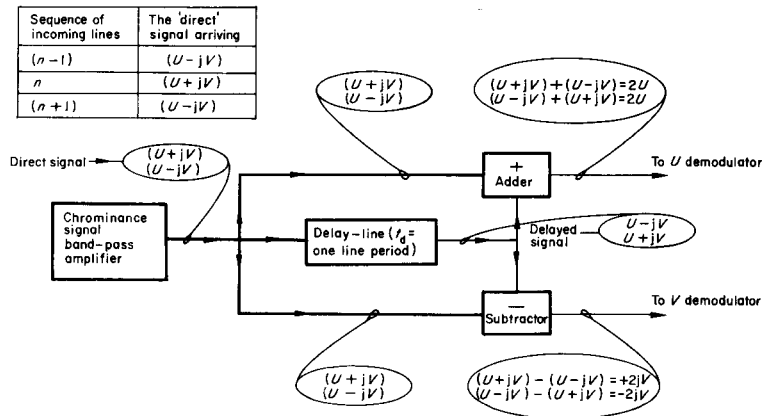 Sequence of incoming lines
The 'direct' signal arriving
(n-1)
(U-jV)
n
(U+jV)
(n+1)
(U-jV)
(U+jV)
(U-jV)
(U+jV)+(U-jV)=2U
(U-jV)+(U+jV)=2U
Direct signal
(U+jV)
(U-jV)
+
Adder
To U demodulator
Chrominance
signal
band-pass
amplifier
Delay-line (td=
one line period)
Delayed
signal
U-jV
U+jV
−
Subtractor
To V demodulator
(U+jV)
(U-jV)
(U+jV)-(U-jV)=+2jV
(U-jV)-(U+jV)=-2jV